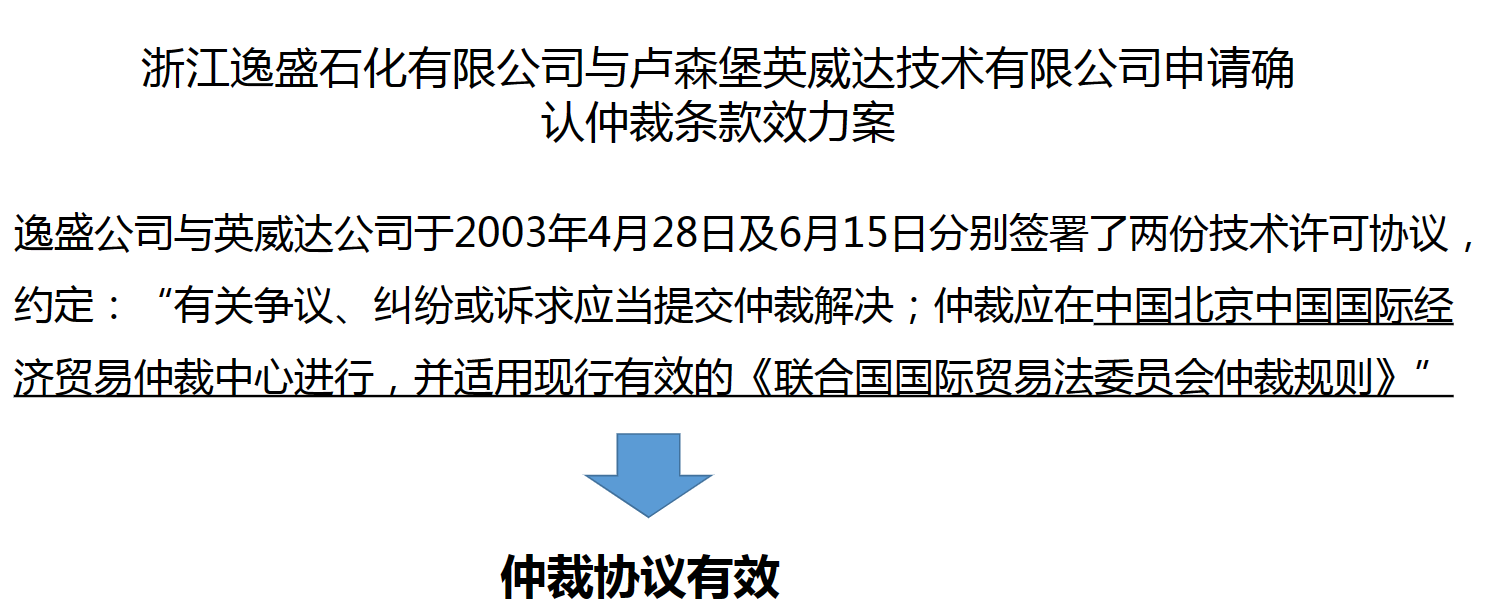 浙江逸盛石化有限公司与卢森堡英威达技术有限公司申请确
认仲裁条款效力案
逸盛公司与英威达公司于2003年4月28日及6月15日分别签署了两份技术许可协议，
约定：“有关争议、纠纷或诉求应当提交仲裁解决；仲裁应在中国北京中国国际经
济贸易仲裁中心进行，并适用现行有效的《联合国国际贸易法委员会仲裁规则》”
仲裁协议有效